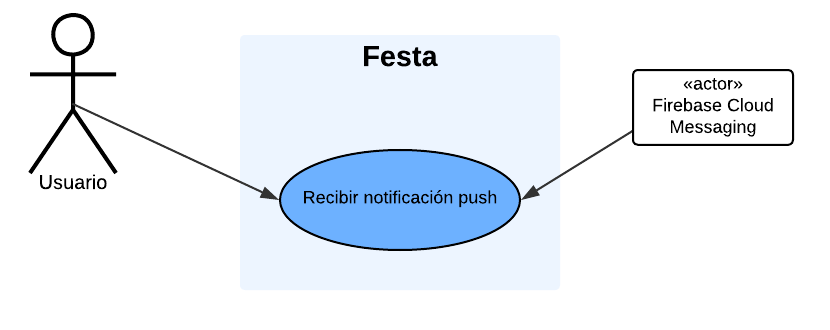 Festa
«actor»
Firebase Cloud
Messaging
Usuario
Recibir notificación push